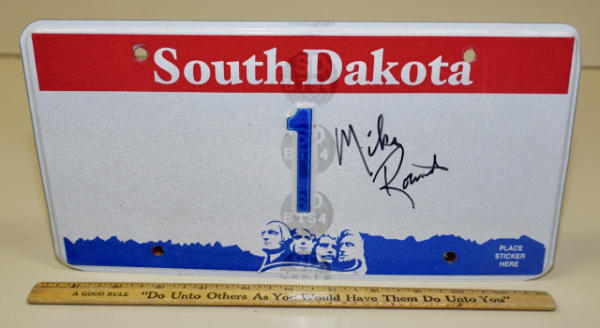 South Dakota
1
Mike Rounds
PLACE
STICKER
HERE
A GOOD RULE "Do Unto Others As You Would Have Them Do Unto You"